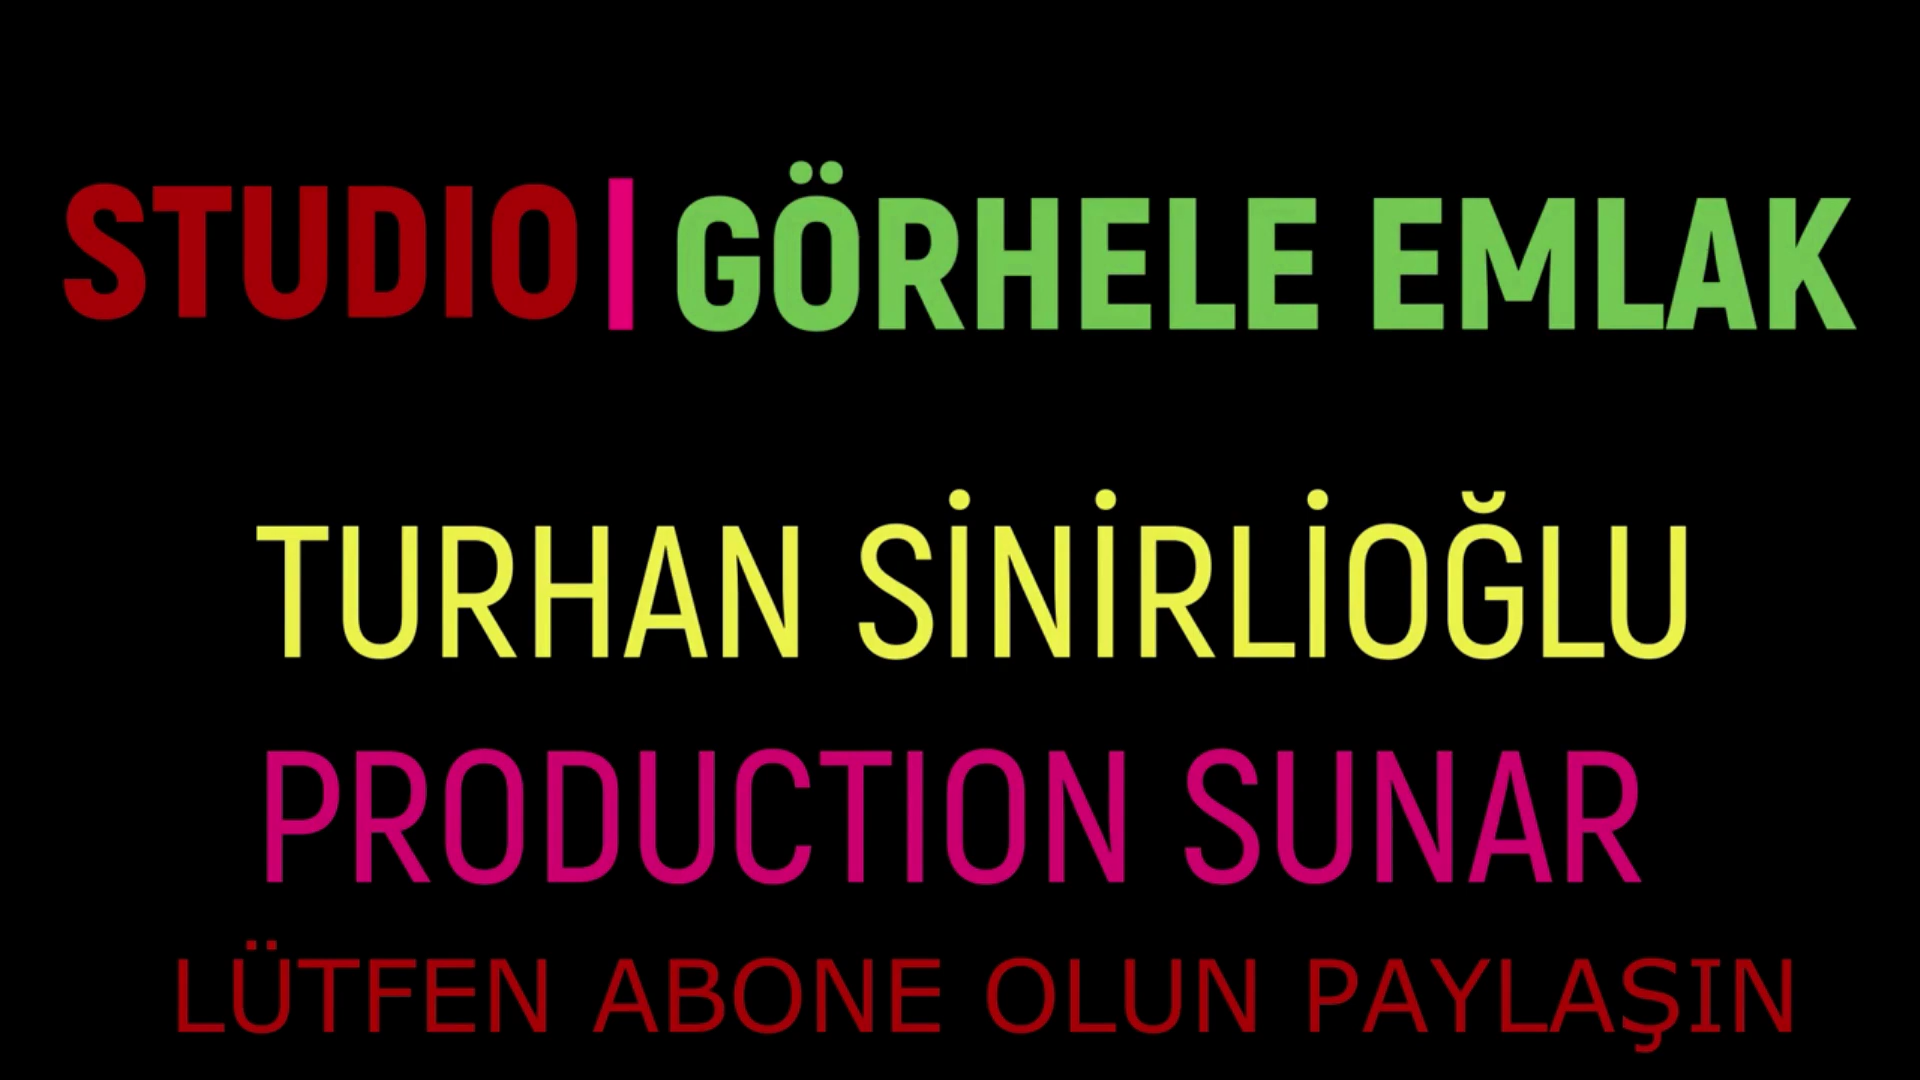 STUDIO | GÖRHELE EMLAK
TURHAN SİNİRLİOĞLU
PRODUCTION SUNAR
LÜTFEN ABONE OLUN PAYLAŞIN